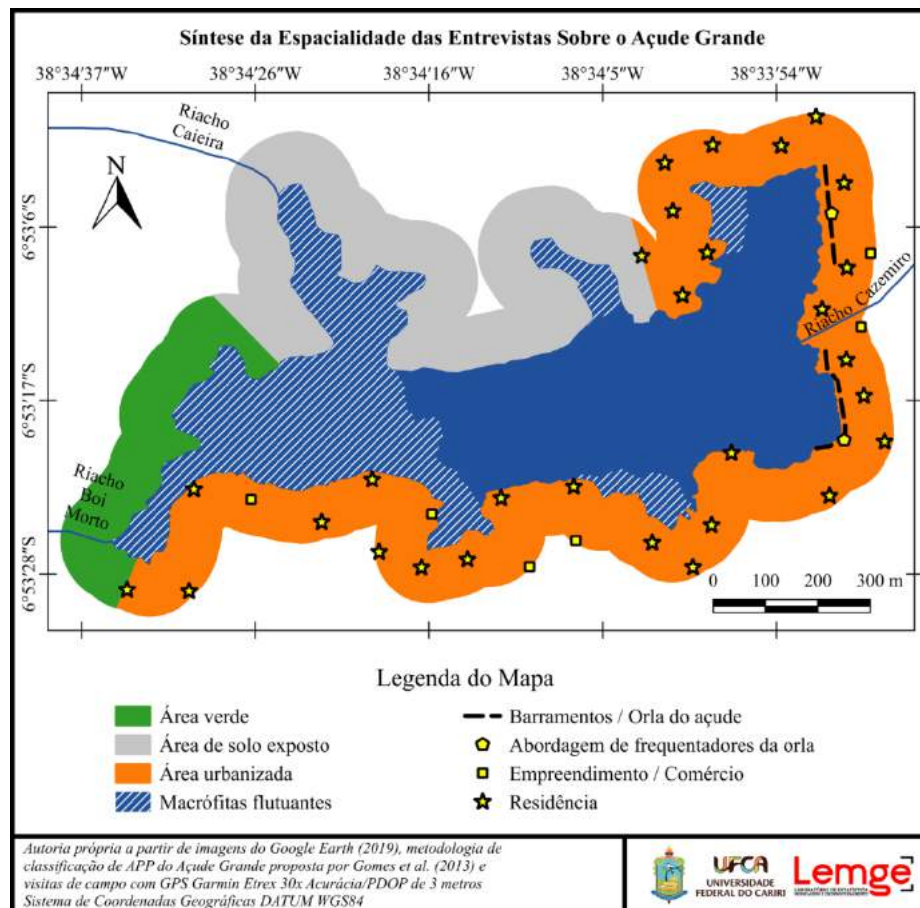 Síntese da Espacialidade das Entrevistas Sobre o Açude Grande
38°34'37"W 38°34'26"W 38°34'16"W 38°34'5"W 38°33'54"W
Riacho
Caieira
N
6°53'6"S
Riacho Cazemiro
6°53'17"S
Riacho
Boi
Morto
6°53'28"S
0 100 200 300 m
Legenda do Mapa
Área verde
Área de solo exposto
Área urbanizada
Macrófitas flutuantes
Barramentos / Orla do açude
Abordagem de frequentadores da orla
Empreendimento / Comércio
Residência
Autoria própria a partir de imagens do Google Earth (2019), metodologia de
classificação de APP do Açude Grande proposta por Gomes et al. (2013) e
visitas de campo com GPS Garmin Etrex 30x Acurácia/PDOP de 3 metros
Sistema de Coordenadas Geográficas DATUM WGS84
UFCA
UNIVERSIDADE
FEDERAL DO CARIRI
Lemge